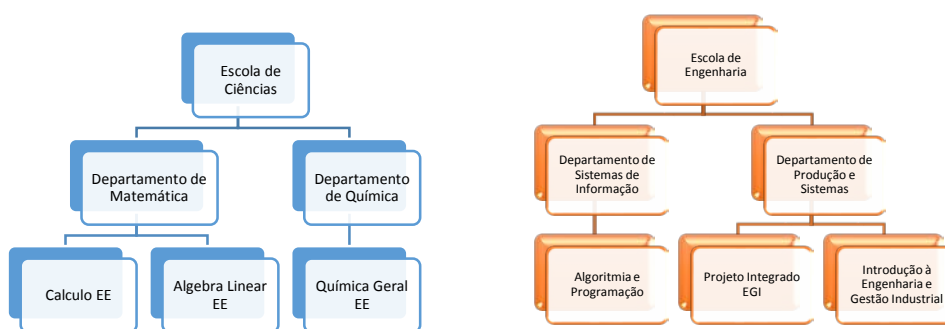 Escola de
Ciências
Departamento de
Matemática
Departamento
de Química
Calculo EE
Algebra Linear
EE
Química Geral
EE
Escola de
Engenharia
Departamento de
Sistemas de
Informação
Departamento de
Produção e
Sistemas
Algoritmia e
Programação
Projeto Integrado
EGI
Introdução à
Engenharia e
Gestão Industrial